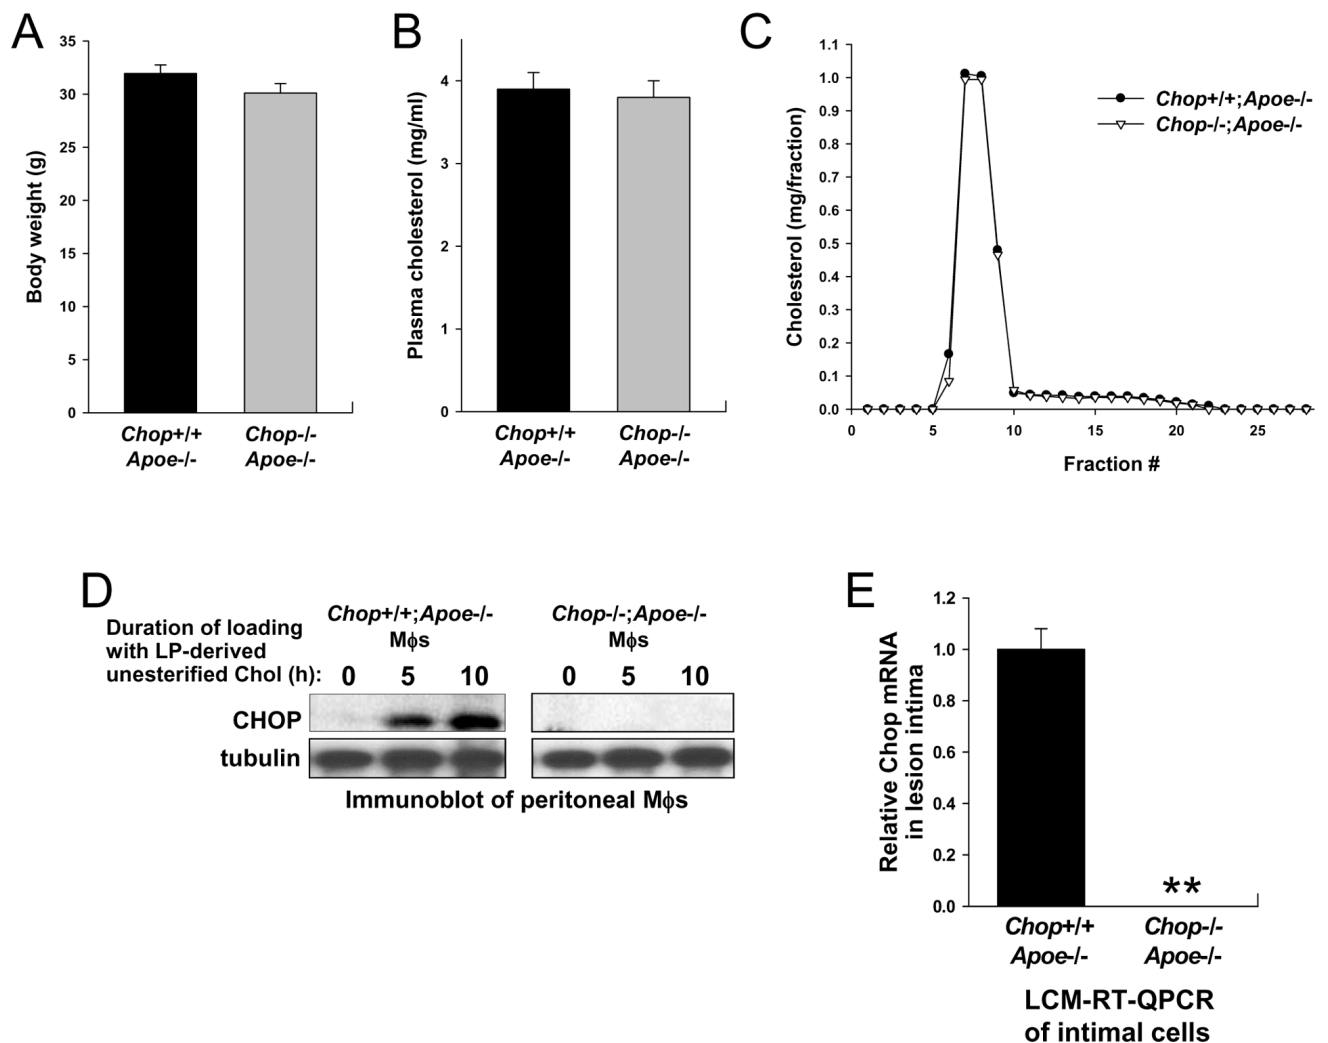 A
35
30
25
20
15
10
5
0
Body weight (g)
Chop+/+
Apoe-/-
Chop-/-
Apoe-/-
B
4
3
2
1
0
Plasma cholesterol (mg/ml)
Chop+/+
Apoe-/-
Chop-/-
Apoe-/-
C
1.1
1.0
0.9
0.8
0.7
0.6
0.5
0.4
0.3
0.2
0.1
0.0
Cholesterol (mg/fraction)
Chop+/+;Apoe-/-
Chop-/-;Apoe-/-
0 5 10 15 20 25
Fraction #
D
Duration of loading
with LP-derived
unesterified Chol (h):
Chop+/+;Apoe-/-
Mϕs
0 5 10
Chop-/-;Apoe-/-
Mϕs
0 5 10
CHOP
tubulin
Immunoblot of peritoneal Mϕs
E
1.2
1.0
0.8
0.6
0.4
0.2
0.0
Relative Chop mRNA
in lesion intima
**
Chop+/+
Apoe-/-
Chop-/-
Apoe-/-
LCM-RT-QPCR
of intimal cells